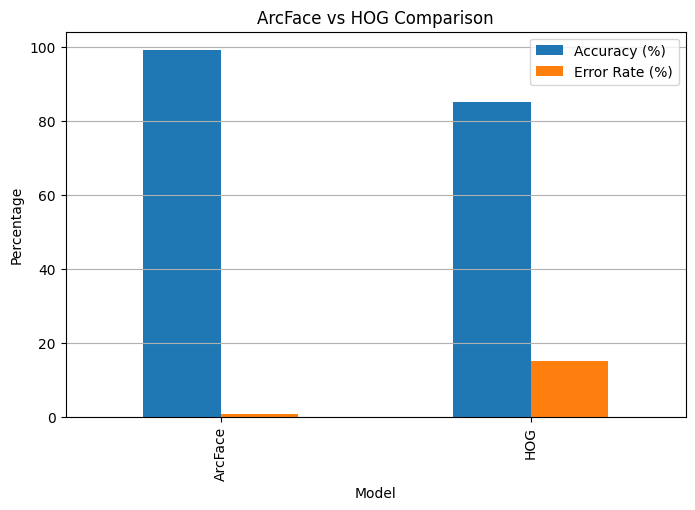 ArcFace vs HOG Comparison
Accuracy (%)
Error Rate (%)
Percentage
100
80
60
40
20
0
ArcFace
HOG
Model